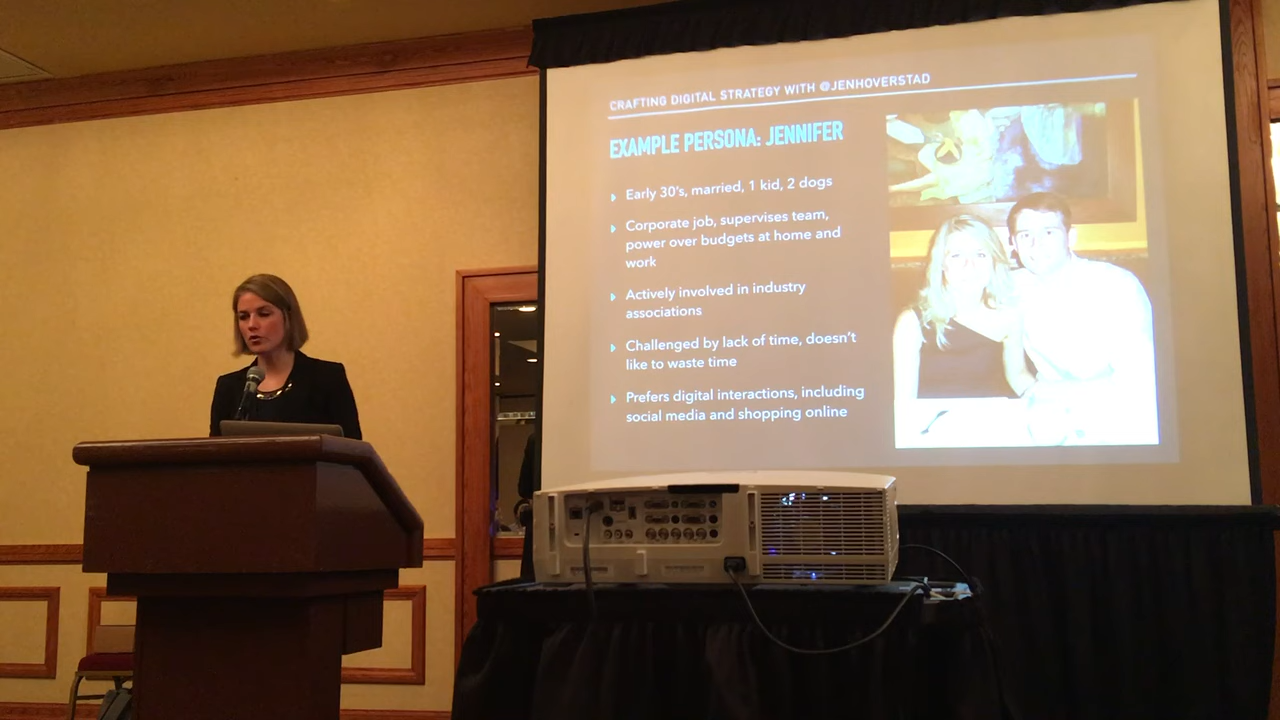 CRAFTING DIGITAL STRATEGY WITH @JENHOVERSTAD
EXAMPLE PERSONA: JENNIFER
Early 30's, married, 1 kid, 2 dogs
Corporate job, supervises team,
power over budgets at home and
work
Actively involved in industry
associations
Challenged by lack of time, doesn't
like to waste time
Prefers digital interactions, including
social media and shopping online